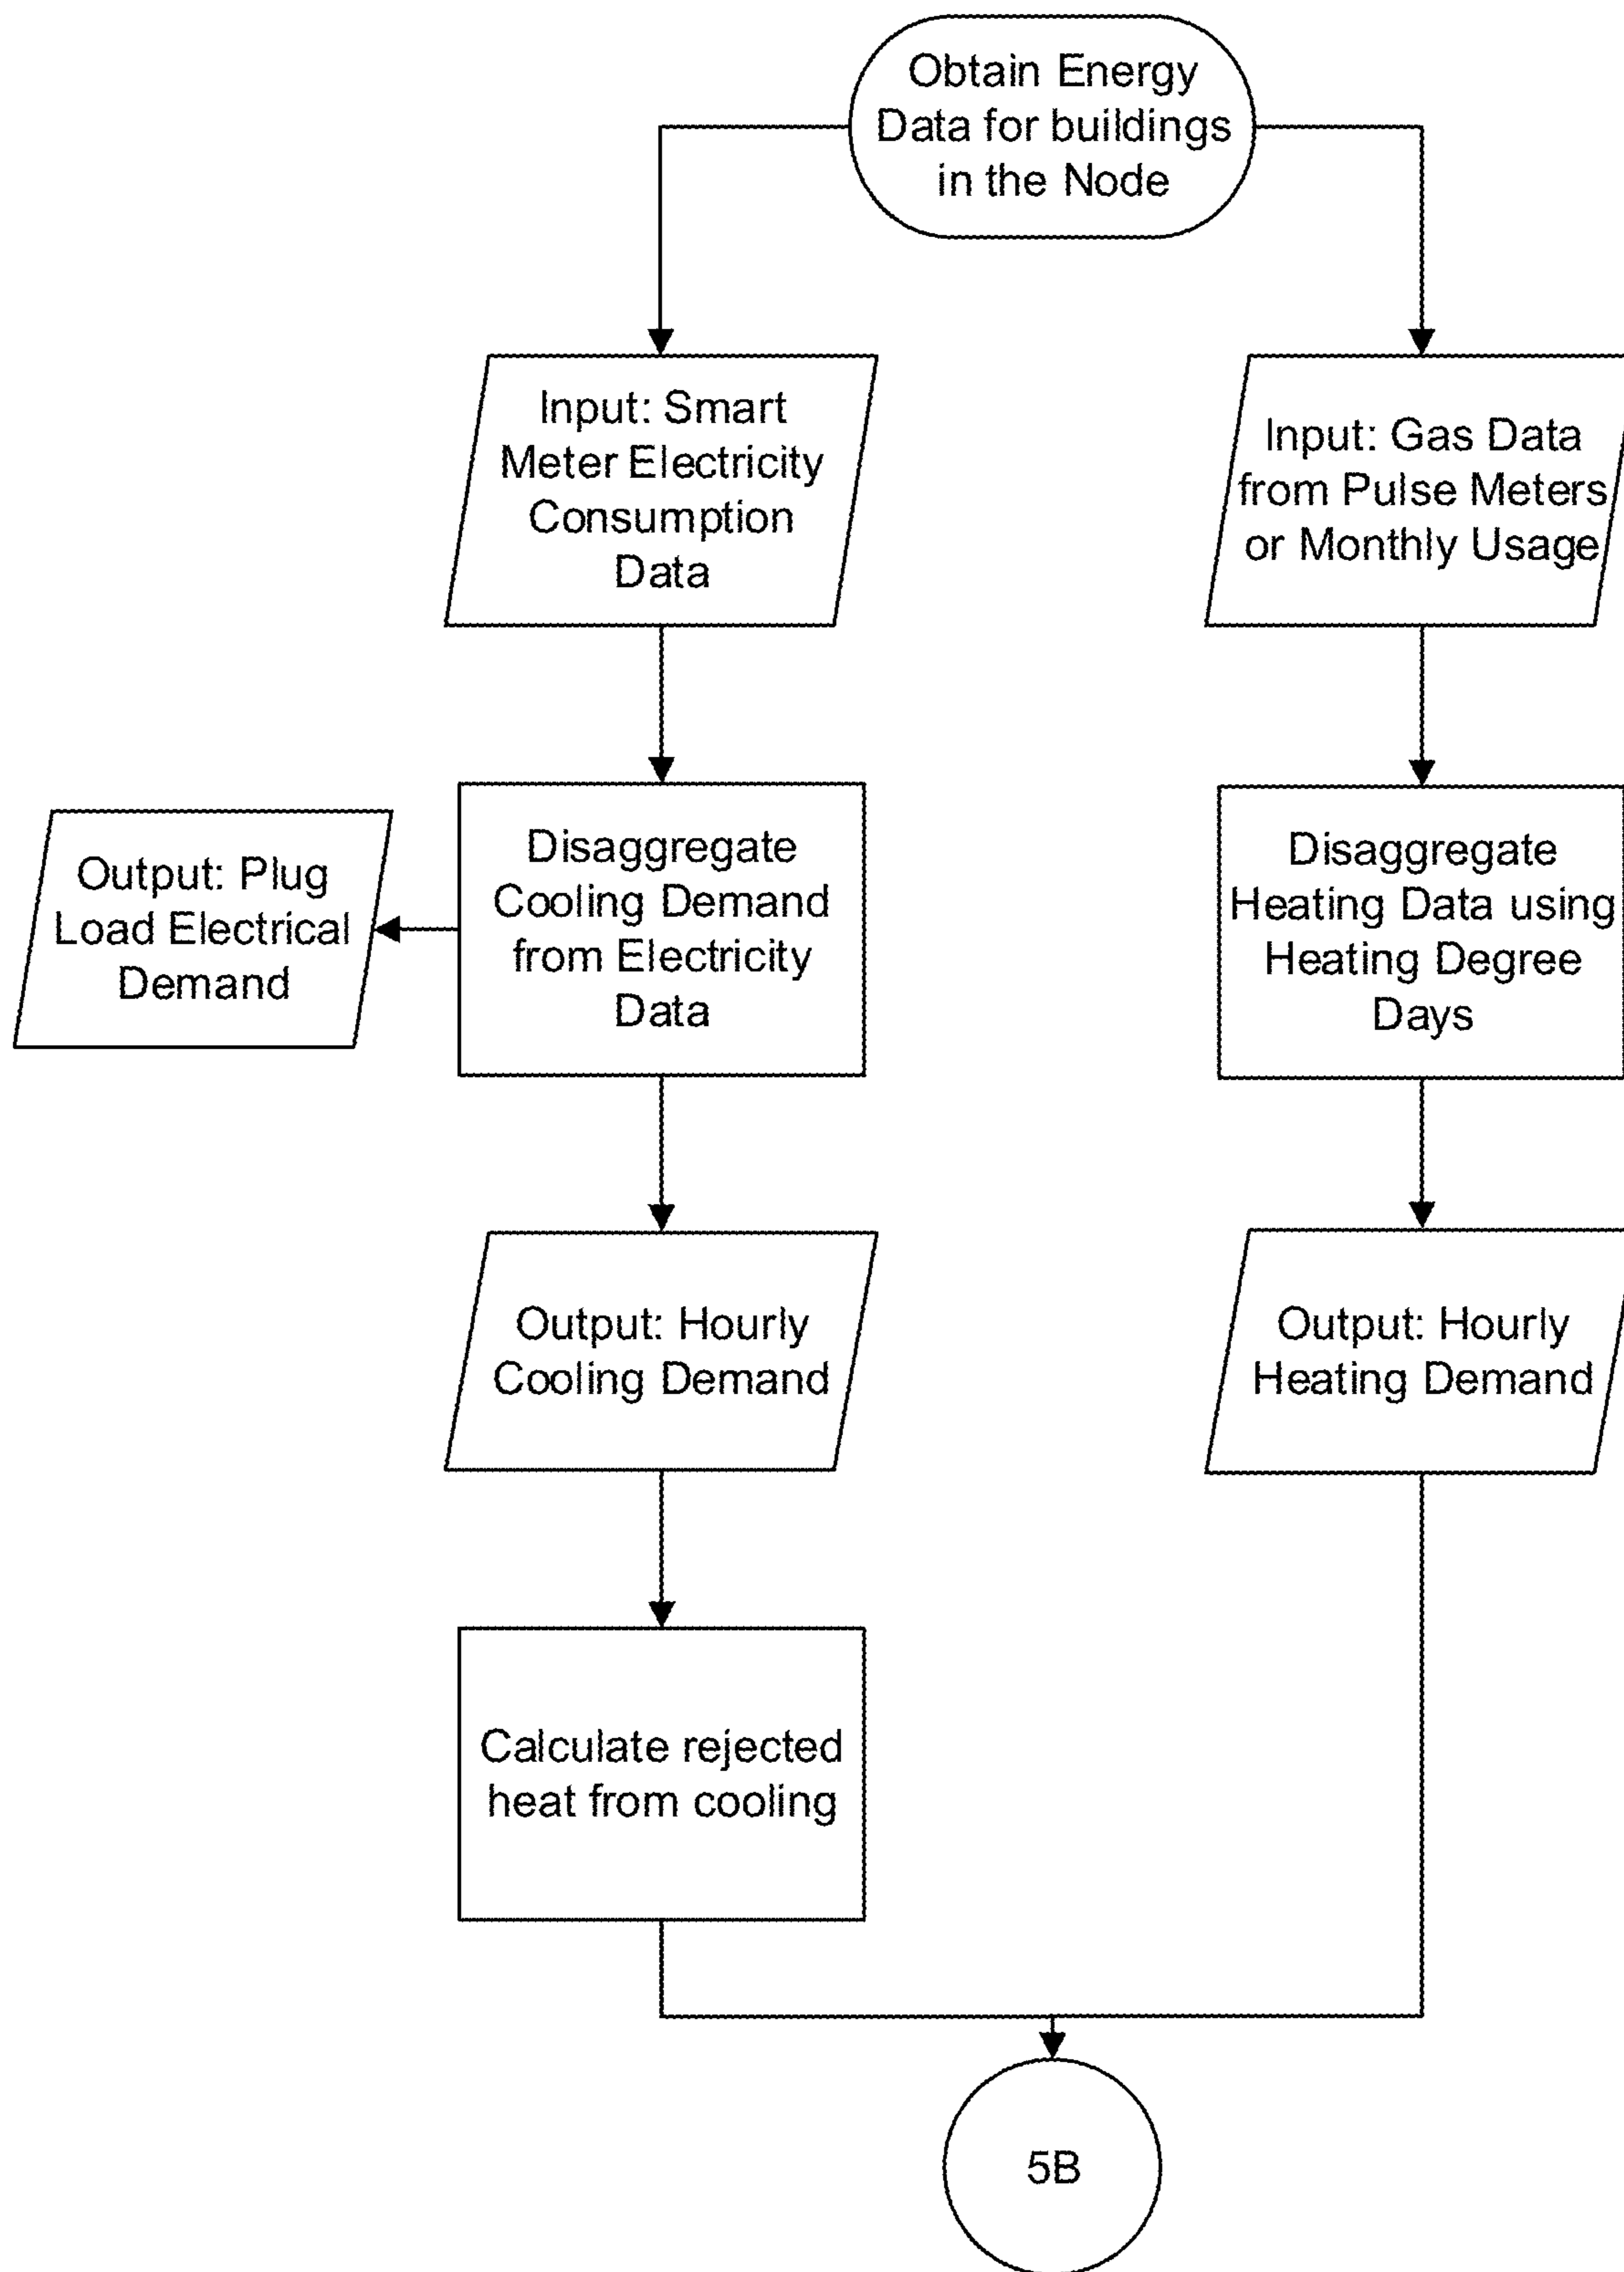 Obtain Energy
Data for buildings
in the Node
Input: Smart
Meter Electricity
Consumption
Data
Input: Gas Data
from Pulse Meters
or Monthly Usage
Output: Plug
Load Electrical
Demand
Disaggregate
Cooling Demand
from Electricity
Data
Disaggregate
Heating Data using
Heating Degree
Days
Output: Hourly
Cooling Demand
Output: Hourly
Heating Demand
Calculate rejected
heat from cooling
5B